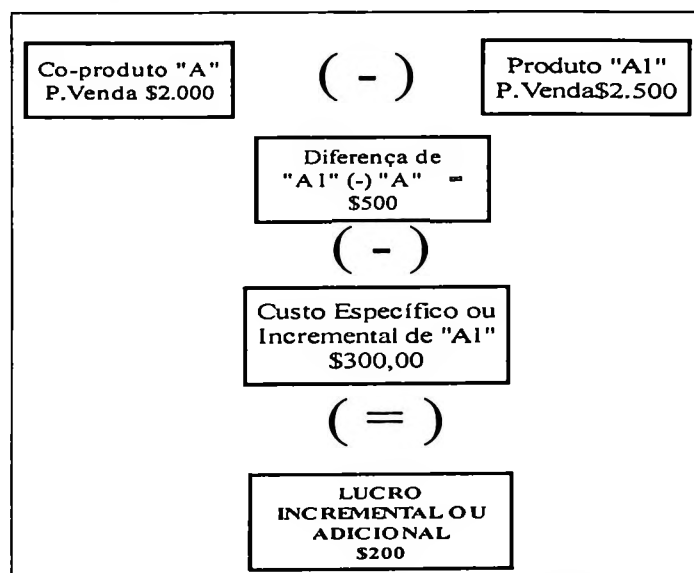 Co-produto "A"
P.Venda $2.000
( - )
Produto "A1"
P.Venda$2.500
Diferença de
"A1" (-) "A" =
$500
( - )
Custo Específico ou
Incremental de "A1"
$300,00
( = )
LUCRO
INCREMENTAL OU
ADICIONAL
$200